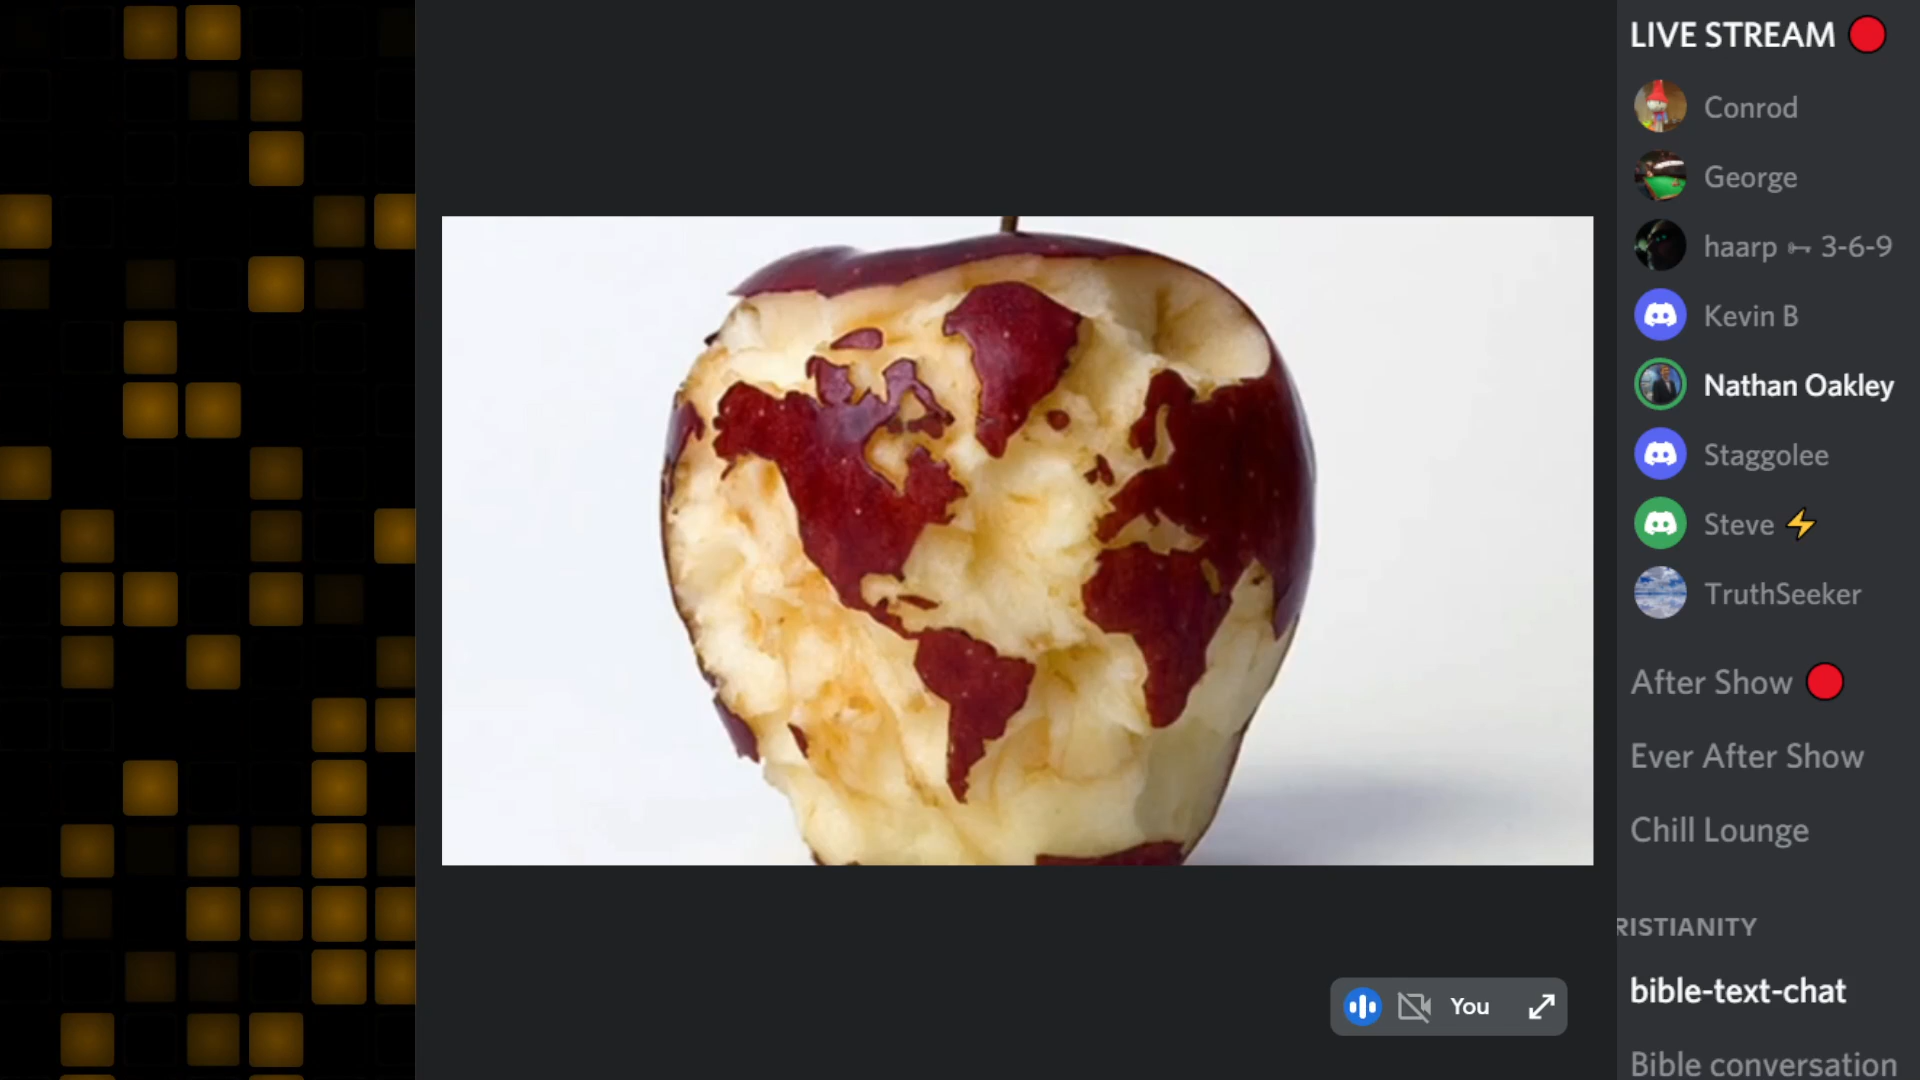 LIVE STREAM
Conrod
George
haarp 🗝 3-6-9
Kevin B
Nathan Oakley
Staggolee
Steve ⚡
TruthSeeker
After Show
Ever After Show
Chill Lounge
RISTIANITY
bible-text-chat
You
Bible conversation